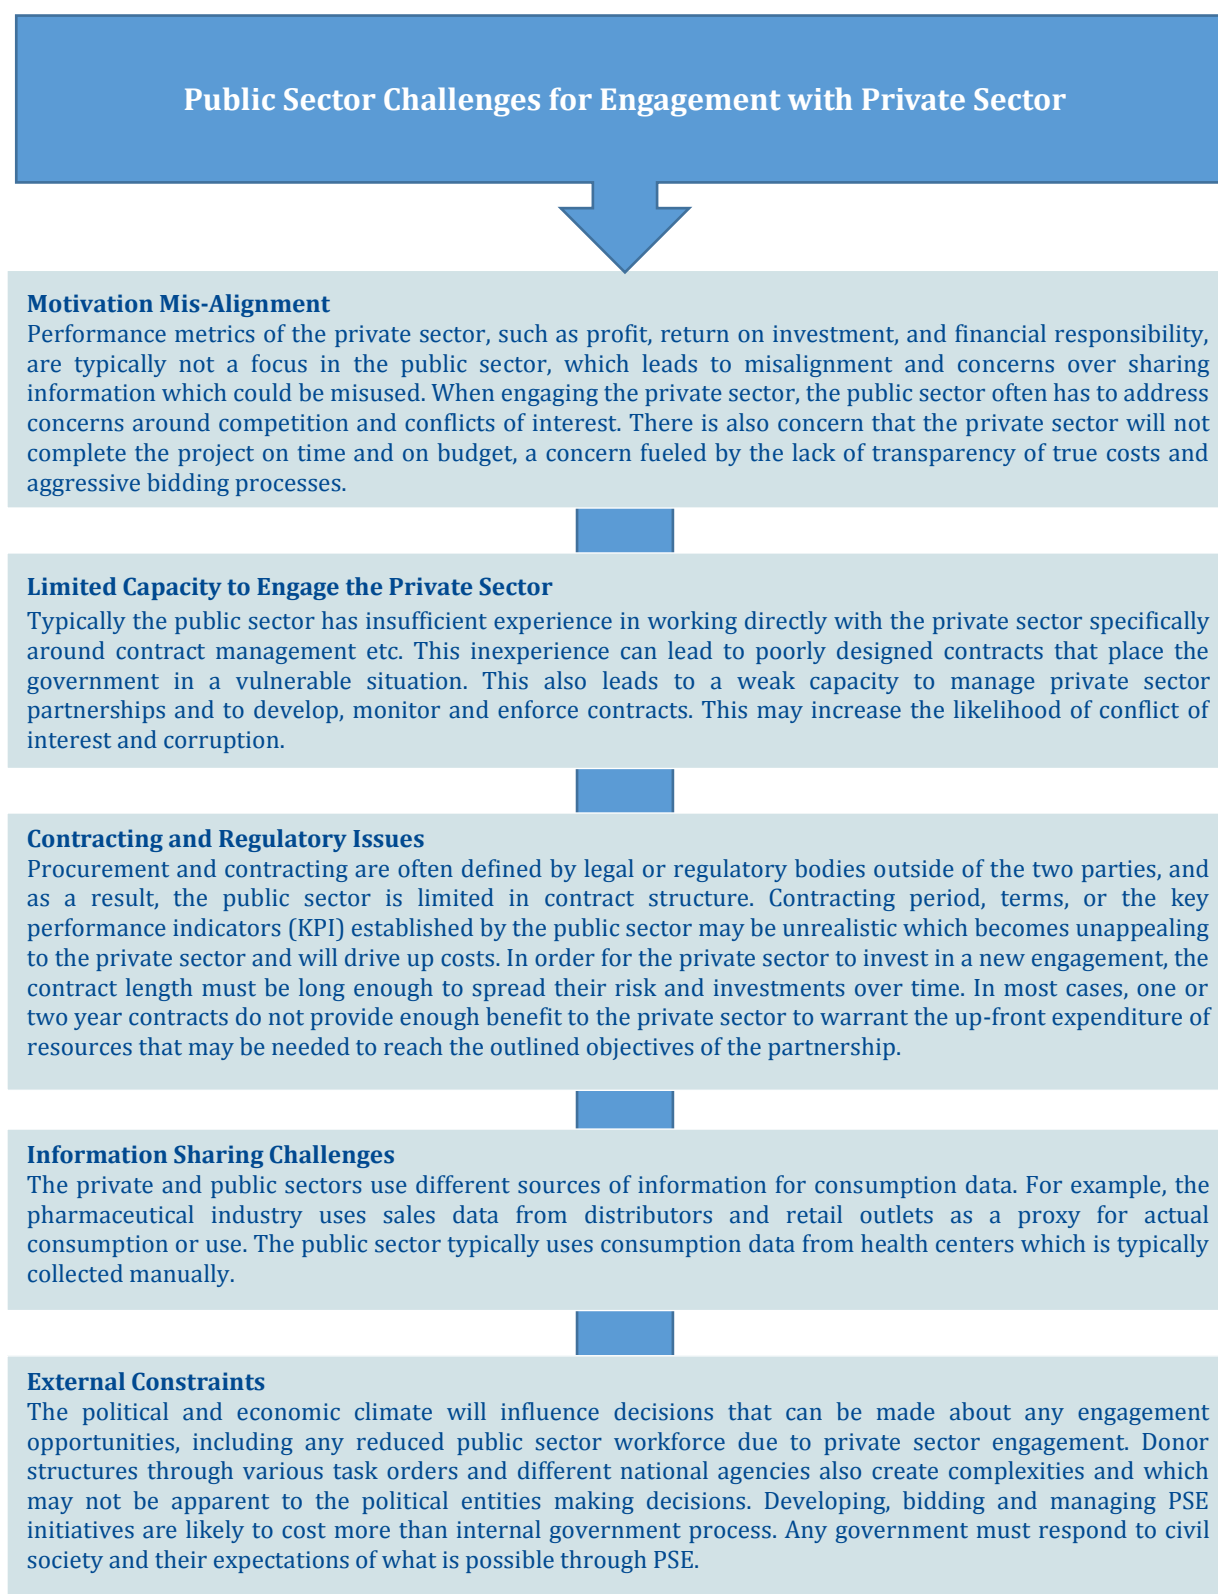 Public Sector Challenges for Engagement with Private Sector
Motivation Mis-Alignment
Performance metrics of the private sector, such as profit, return on investment, and financial responsibility,
are typically not a focus in the public sector, which leads to misalignment and concerns over sharing
information which could be misused. When engaging the private sector, the public sector often has to address
concerns around competition and conflicts of interest. There is also concern that the private sector will not
complete the project on time and on budget, a concern fueled by the lack of transparency of true costs and
aggressive bidding processes.
Limited Capacity to Engage the Private Sector
Typically the public sector has insufficient experience in working directly with the private sector specifically
around contract management etc. This inexperience can lead to poorly designed contracts that place the
government in a vulnerable situation. This also leads to a weak capacity to manage private sector
partnerships and to develop, monitor and enforce contracts. This may increase the likelihood of conflict of
interest and corruption.
Contracting and Regulatory Issues
Procurement and contracting are often defined by legal or regulatory bodies outside of the two parties, and
as a result, the public sector is limited in contract structure. Contracting period, terms, or the key
performance indicators (KPI) established by the public sector may be unrealistic which becomes unappealing
to the private sector and will drive up costs. In order for the private sector to invest in a new engagement, the
contract length must be long enough to spread their risk and investments over time. In most cases, one or
two year contracts do not provide enough benefit to the private sector to warrant the up-front expenditure of
resources that may be needed to reach the outlined objectives of the partnership.
Information Sharing Challenges
The private and public sectors use different sources of information for consumption data. For example, the
pharmaceutical industry uses sales data from distributors and retail outlets as a proxy for actual
consumption or use. The public sector typically uses consumption data from health centers which is typically
collected manually.
External Constraints
The political and economic climate will influence decisions that can be made about any engagement
opportunities, including any reduced public sector workforce due to private sector engagement. Donor
structures through various task orders and different national agencies also create complexities and which
may not be apparent to the political entities making decisions. Developing, bidding and managing PSE
initiatives are likely to cost more than internal government process. Any government must respond to civil
society and their expectations of what is possible through PSE.